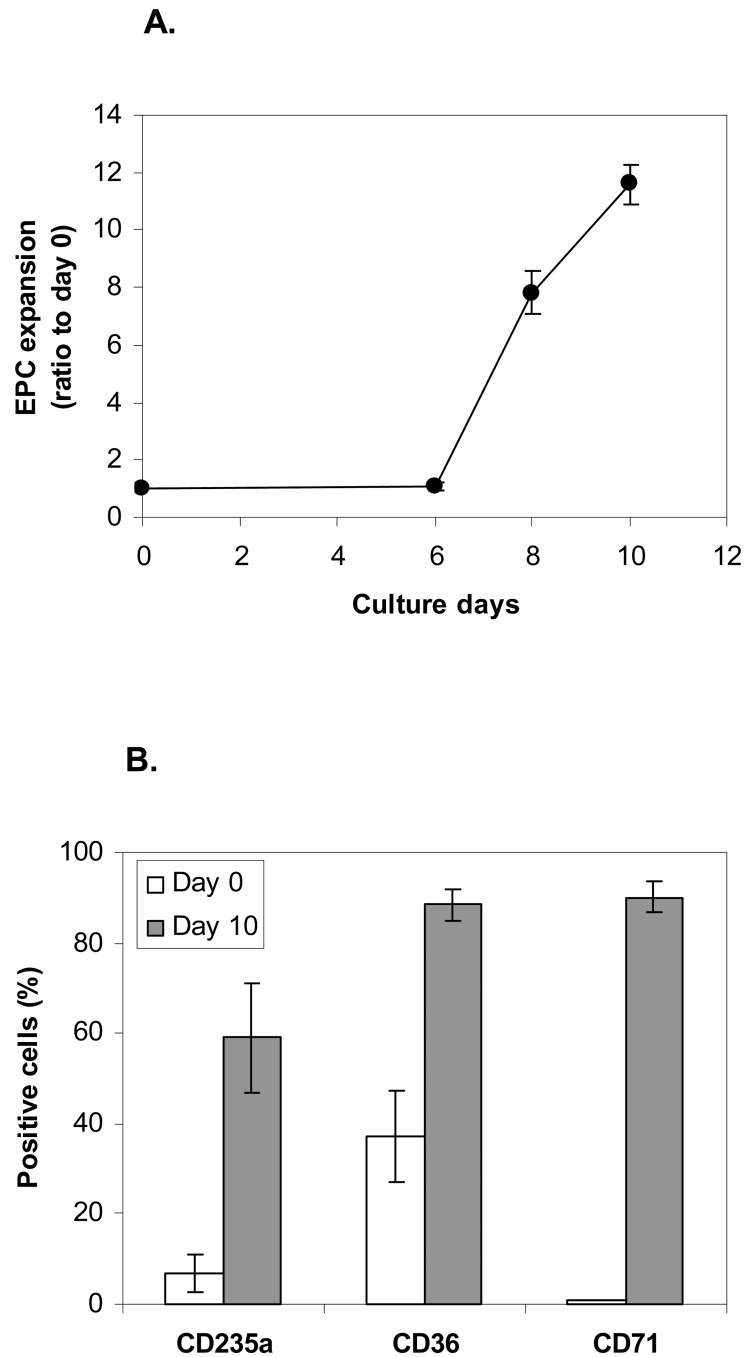 A.
14
12
10
8
6
4
2
0
EPC expansion
(ratio to day 0)
0 2 4 6 8 10 12
Culture days
B.
100
80
60
40
20
0
Positive cells (%)
Day 0
Day 10
CD235a CD36 CD71